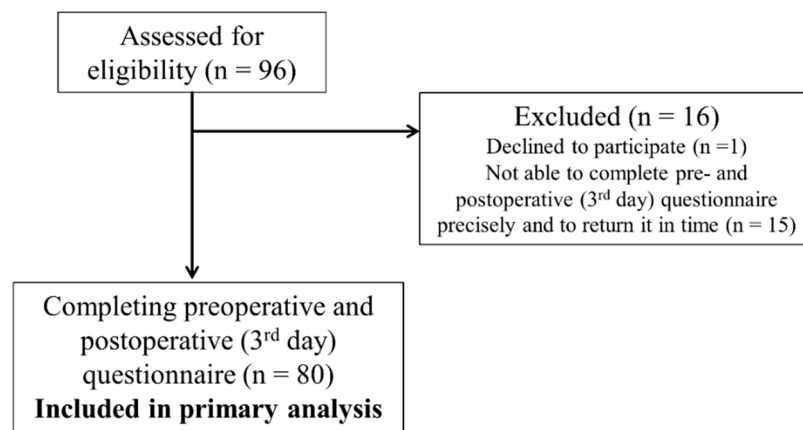 Assessed for
eligibility (n = 96)
Excluded (n = 16)
Declined to participate (n =1)
Not able to complete pre- and
postoperative (3rd day) questionnaire
precisely and to return it in time (n = 15)
Completing preoperative and
postoperative (3rd day)
questionnaire (n = 80)
Included in primary analysis